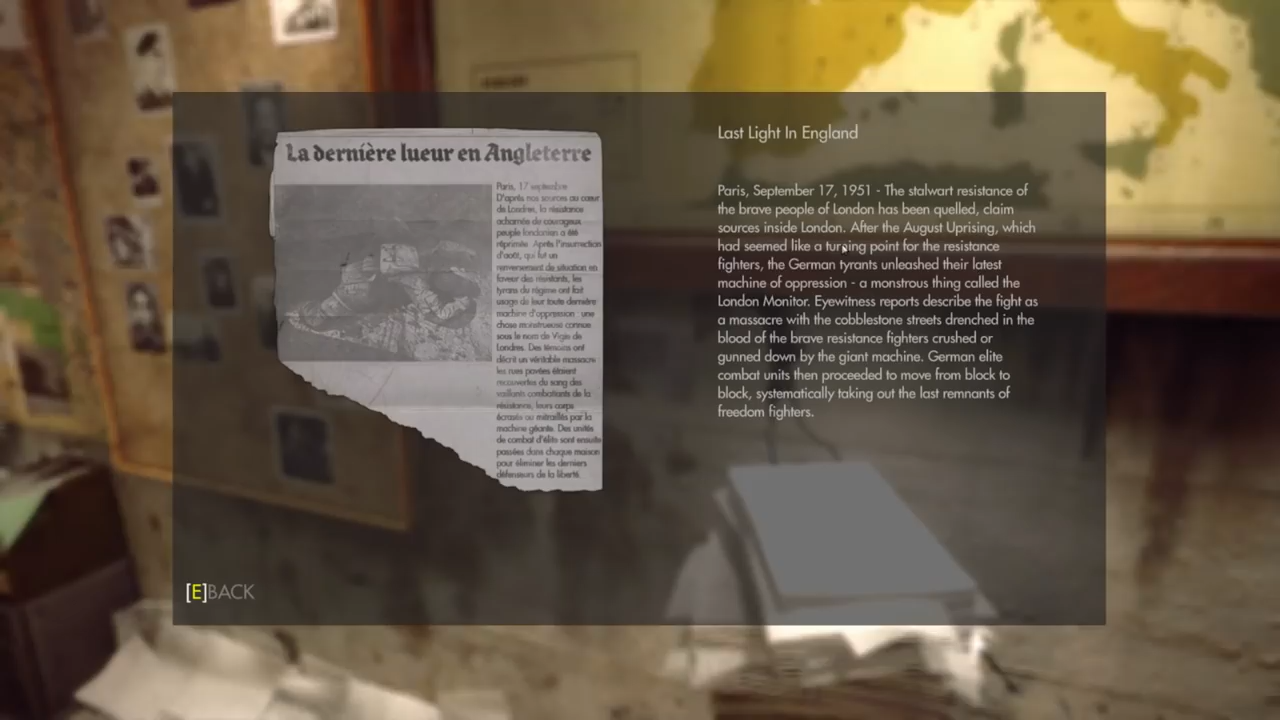 La dernière lueur en Angleterre
Paris, 17 septembre
D'après nos sources au cœur
de Londres, la résistance
acharnée de courageux
peuple londonien a été
réprimée. Après l'insurrection
d'août, qui fut un
renversement de situation en
faveur des résistants, les
tyrans du régime ont fait
usage de leur toute dernière
machine d'oppression : une
chose monstrueuse connue
sous le nom de Vigie de
Londres. Des témoins ont
décrit un véritable massacre
les rues pavées étaient
recouvertes du sang des
vaillants combattants de la
résistance, leurs corps
écrasés ou mitraillés par la
machine géante. Des unités
de combat d'élite sont ensuite
passées dans chaque maison
pour éliminer les derniers
défenseurs de la liberté.
Last Light In England
Paris, September 17, 1951 - The stalwart resistance of
the brave people of London has been quelled, claim
sources inside London. After the August Uprising, which
had seemed like a turning point for the resistance
fighters, the German tyrants unleashed their latest
machine of oppression - a monstrous thing called the
London Monitor. Eyewitness reports describe the fight as
a massacre with the cobblestone streets drenched in the
blood of the brave resistance fighters crushed or
gunned down by the giant machine. German elite
combat units then proceeded to move from block to
block, systematically taking out the last remnants of
freedom fighters.
[E]BACK